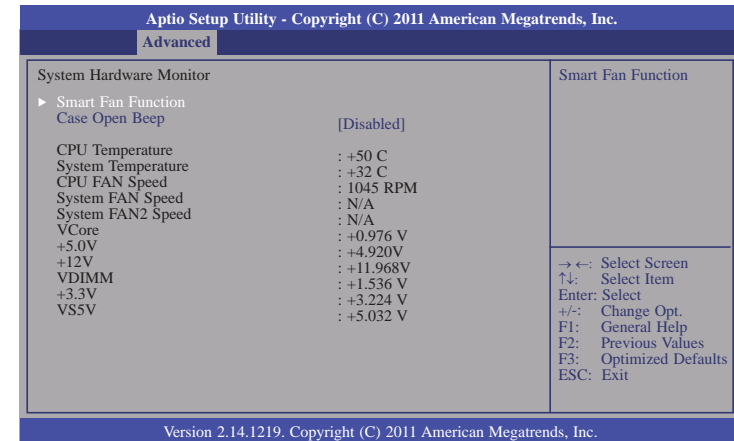 Aptio Setup Utility - Copyright (C) 2011 American Megatrends, Inc.
Advanced
System Hardware Monitor
► Smart Fan Function
Case Open Beep [Disabled]
CPU Temperature : +50 C
System Temperature : +32 C
CPU FAN Speed : 1045 RPM
System FAN Speed : N/A
System FAN2 Speed : N/A
VCore : +0.976 V
+5.0V : +4.920V
+12V : +11.968V
VDIMM : +1.536 V
+3.3V : +3.224 V
VS5V : +5.032 V
Smart Fan Function
→←: Select Screen
↑↓: Select Item
Enter: Select
+/-: Change Opt.
F1: General Help
F2: Previous Values
F3: Optimized Defaults
ESC: Exit
Version 2.14.1219. Copyright (C) 2011 American Megatrends, Inc.